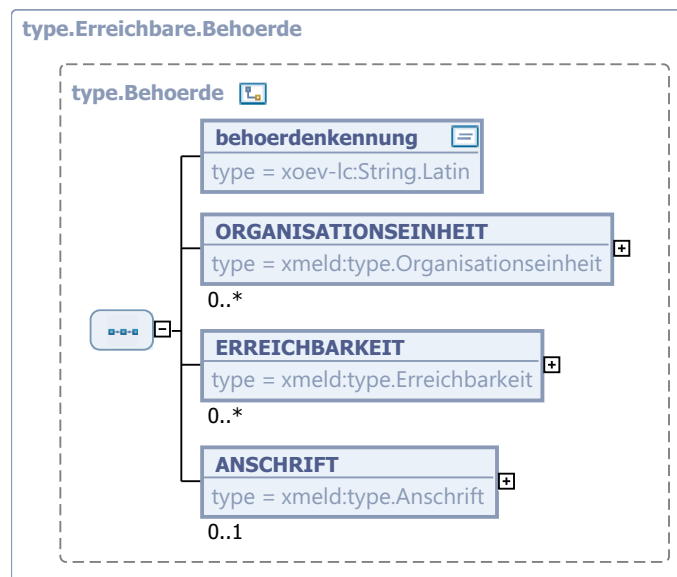 type.Erreichbare.Behoerde
type.Behoerde
behoerdenkennung
type = xoev-lc:String.Latin
ORGANISATIONSEINHEIT
type = xmeld:type.Organisationseinheit
0..*
ERREICHBARKEIT
type = xmeld:type.Erreichbarkeit
0..*
ANSCHRIFT
type = xmeld:type.Anschrift
0..1